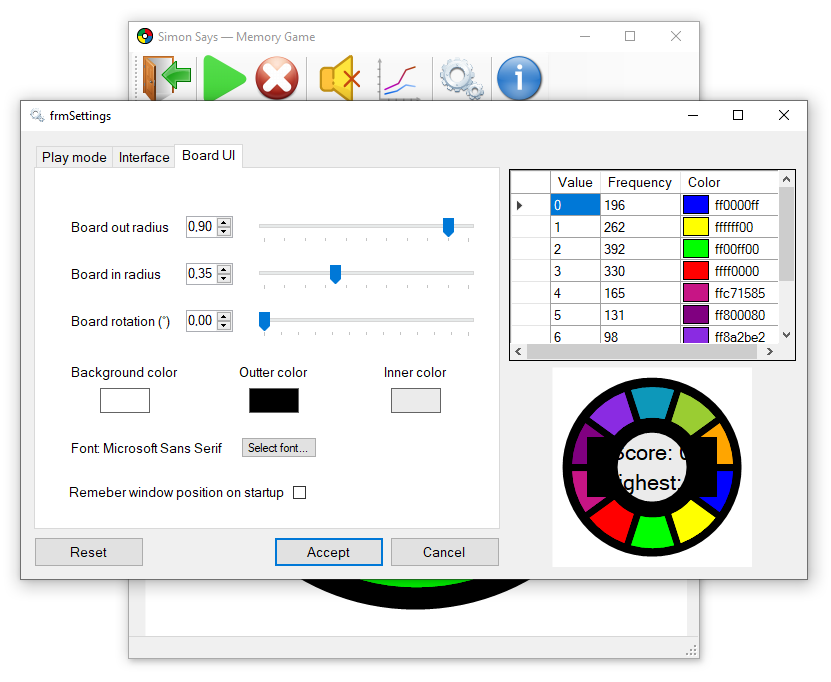 Simon Says — Memory Game
frmSettings
Play mode Interface Board UI
Board out radius 0,90
Board in radius 0,35
Board rotation (°) 0,00
Background color Outter color Inner color
Font: Microsoft Sans Serif Select font...
Remeber window position on startup
Reset Accept Cancel
Value Frequency Color
0 196 ff0000ff
1 262 ffffff00
2 392 ff00ff00
3 330 ffff0000
4 165 ffc71585
5 131 ff800080
6 98 ff8a2be2
Score: 0
ighest: